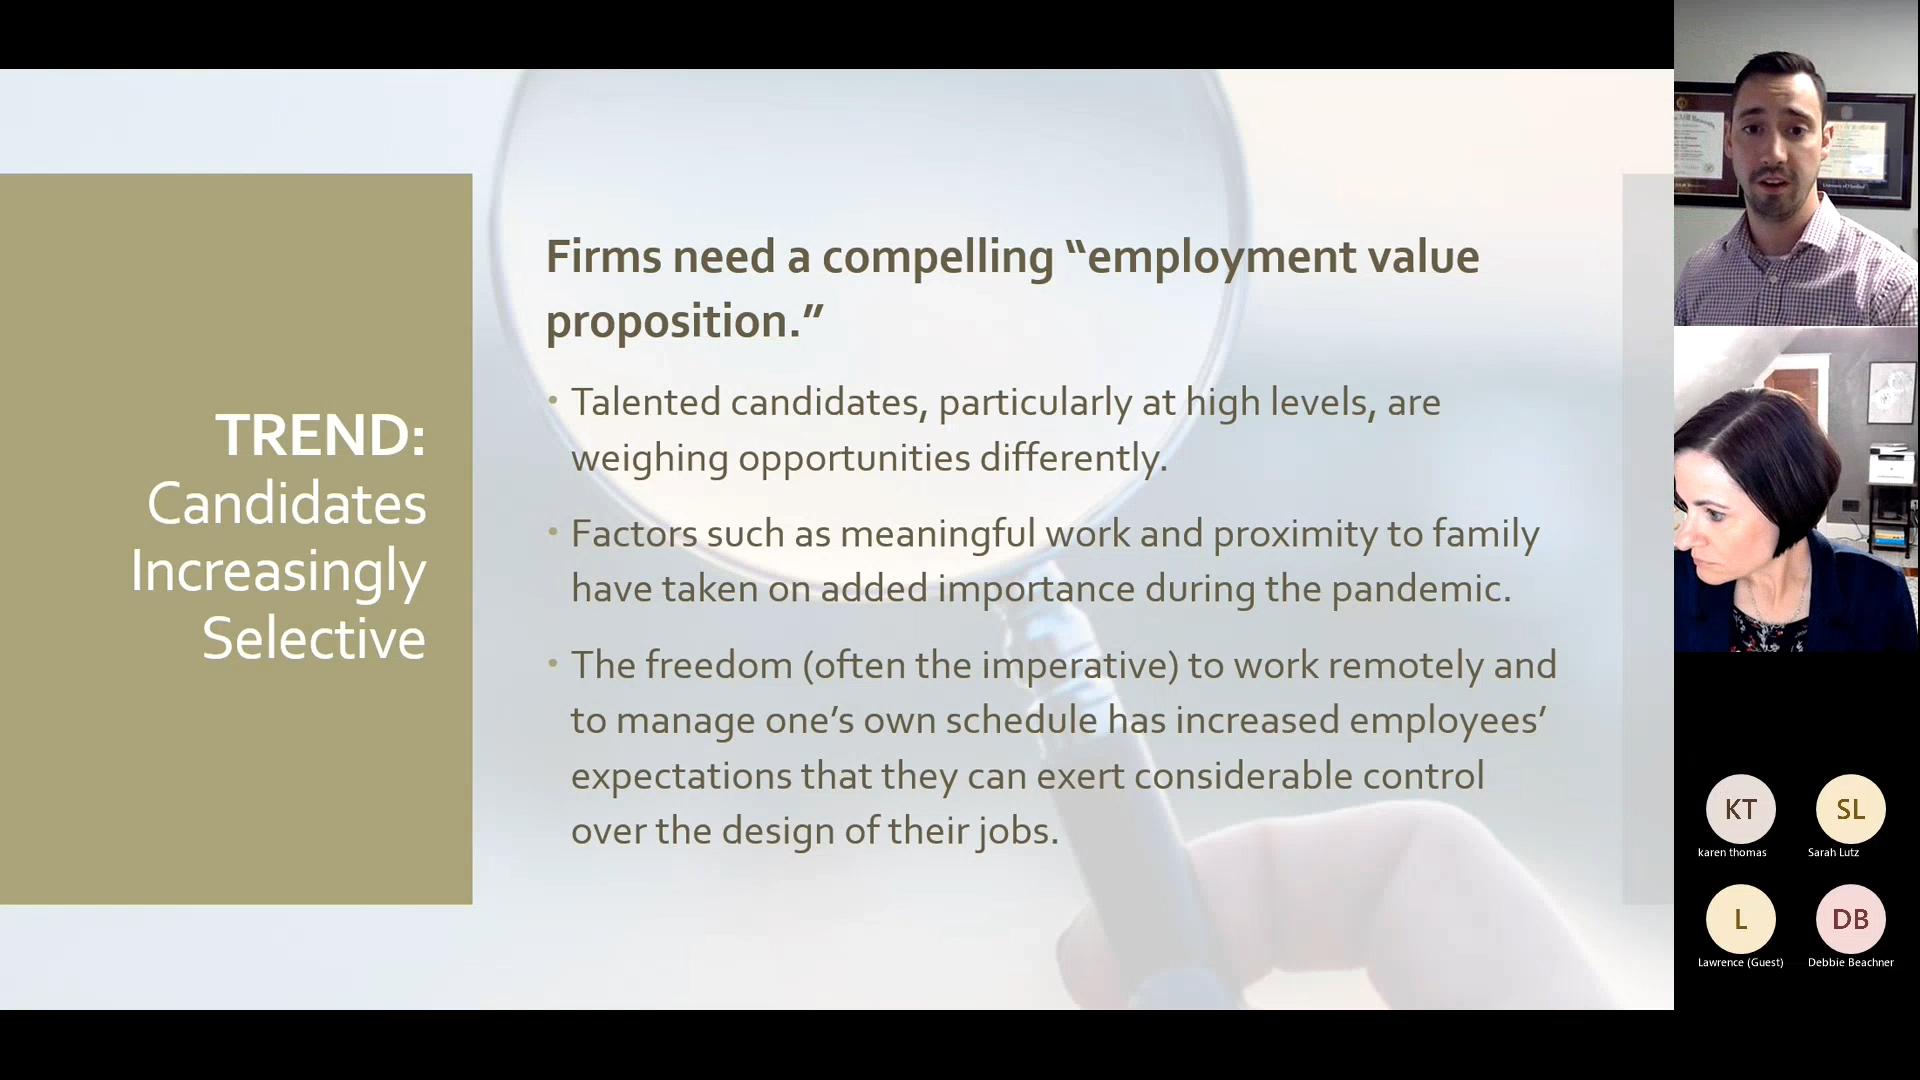 TREND:
Candidates
Increasingly
Selective
Firms need a compelling “employment value
proposition.”
• Talented candidates, particularly at high levels, are
weighing opportunities differently.
• Factors such as meaningful work and proximity to family
have taken on added importance during the pandemic.
• The freedom (often the imperative) to work remotely and
to manage one’s own schedule has increased employees’
expectations that they can exert considerable control
over the design of their jobs.
KT
karen thomas
SL
Sarah Lutz
L
Lawrence (Guest)
DB
Debbie Beachner